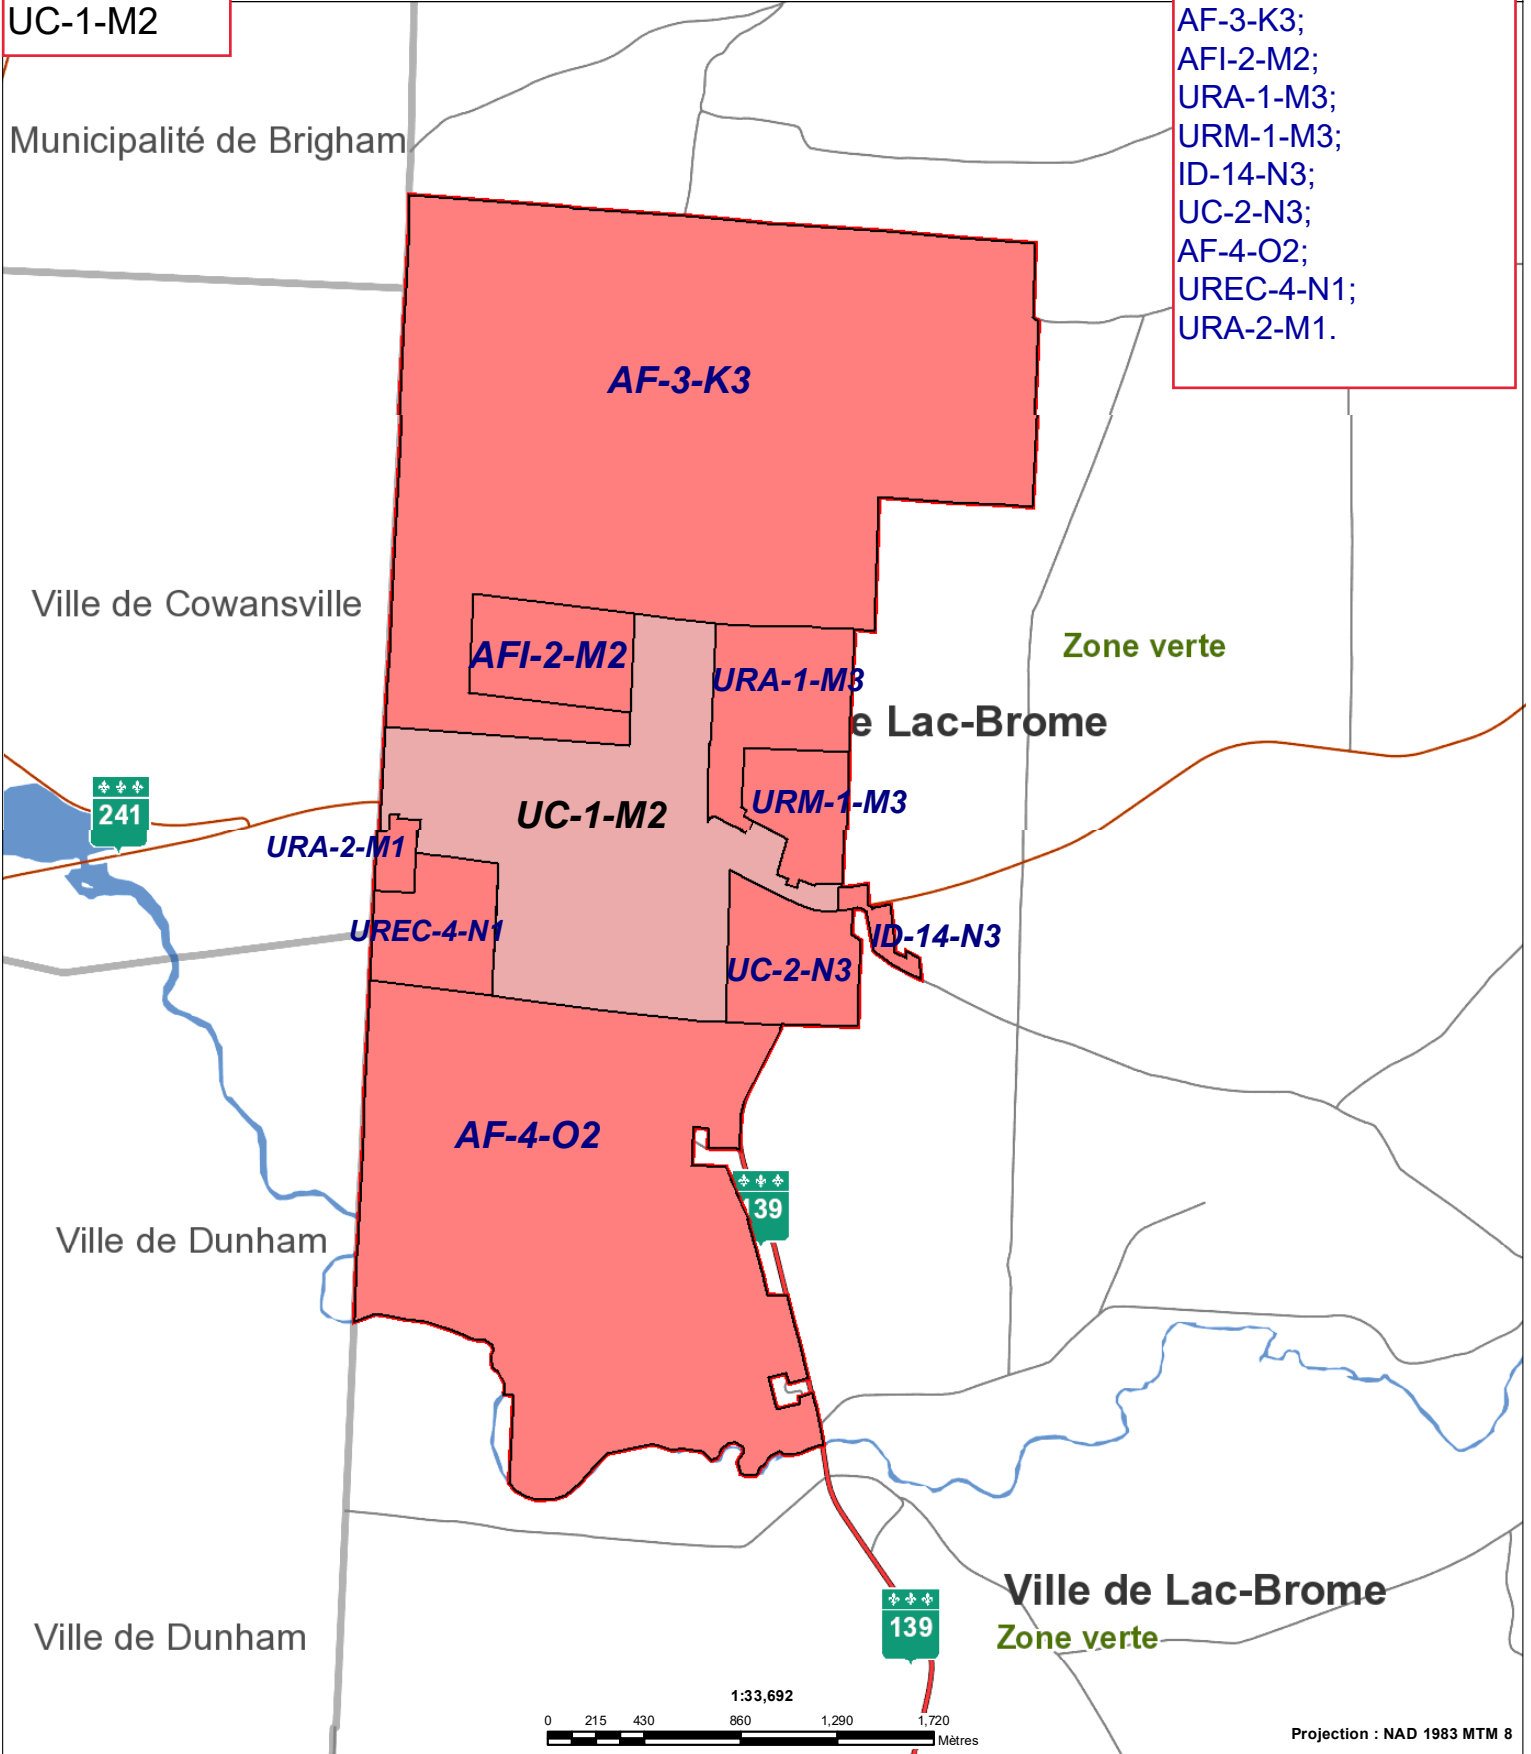 UC-1-M2
AF-3-K3;
AFI-2-M2;
URA-1-M3;
URM-1-M3;
ID-14-N3;
UC-2-N3;
AF-4-O2;
UREC-4-N1;
URA-2-M1.
Municipalité de Brigham
AF-3-K3
Ville de Cowansville
Zone verte
AFI-2-M2
URA-1-M3
e Lac-Brome
241
UC-1-M2
URM-1-M3
URA-2-M1
UREC-4-N1
ID-14-N3
UC-2-N3
AF-4-O2
139
Ville de Dunham
Ville de Lac-Brome
139
Zone verte
Ville de Dunham
1:33,692
0 215 430 860 1,290 1,720
Mètres
Projection : NAD 1983 MTM 8